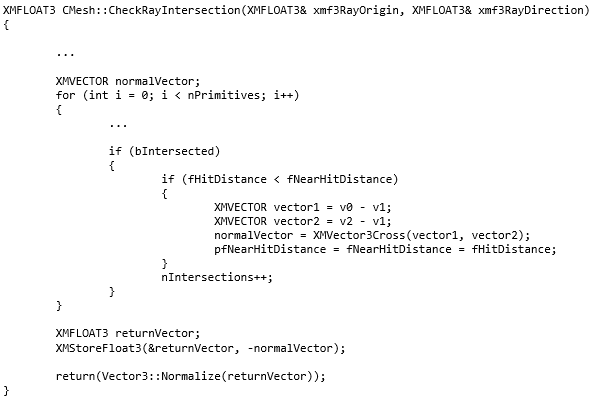 XMFLOAT3 CMesh::CheckRayIntersection(XMFLOAT3& xmf3RayOrigin, XMFLOAT3& xmf3RayDirection)
{
...
XMVECTOR normalVector;
for (int i = 0; i < nPrimitives; i++)
{
...
if (bIntersected)
{
if (fHitDistance < fNearHitDistance)
{
XMVECTOR vector1 = v0 - v1;
XMVECTOR vector2 = v2 - v1;
normalVector = XMVector3Cross(vector1, vector2);
pfNearHitDistance = fNearHitDistance = fHitDistance;
}
nIntersections++;
}
}
XMFLOAT3 returnVector;
XMStoreFloat3(&returnVector, -normalVector);
return(Vector3::Normalize(returnVector));
}